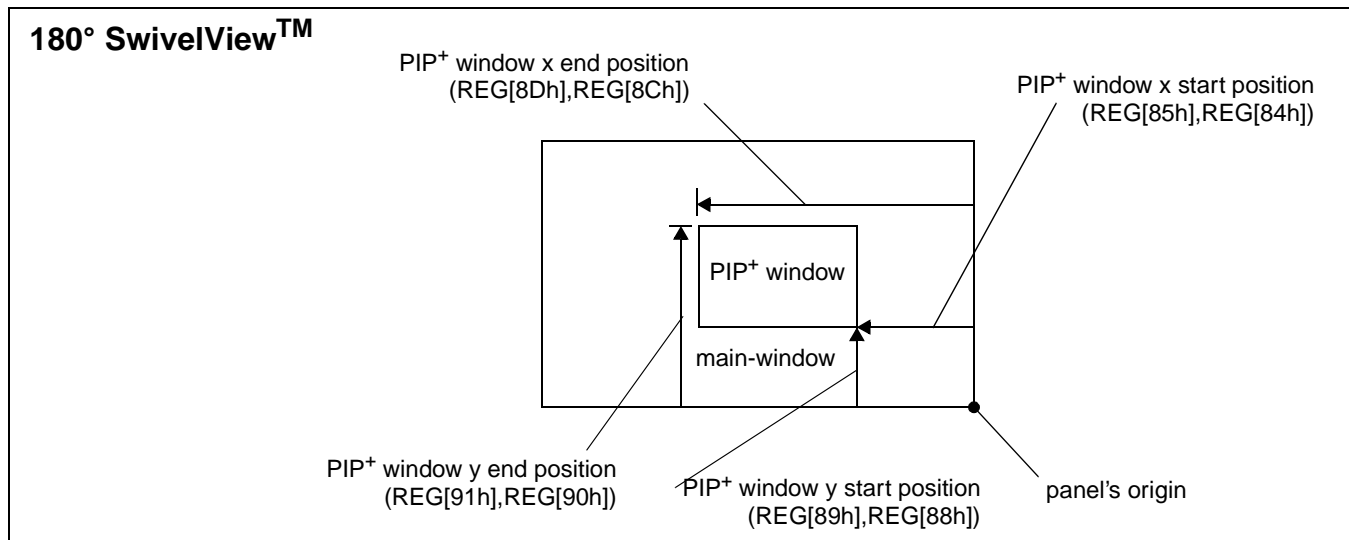 180° SwivelView™
PIP+ window x end position
(REG[8Dh],REG[8Ch])
PIP+ window x start position
(REG[85h],REG[84h])
PIP+ window
main-window
PIP+ window y end position
(REG[91h],REG[90h])
PIP+ window y start position
(REG[89h],REG[88h])
panel's origin